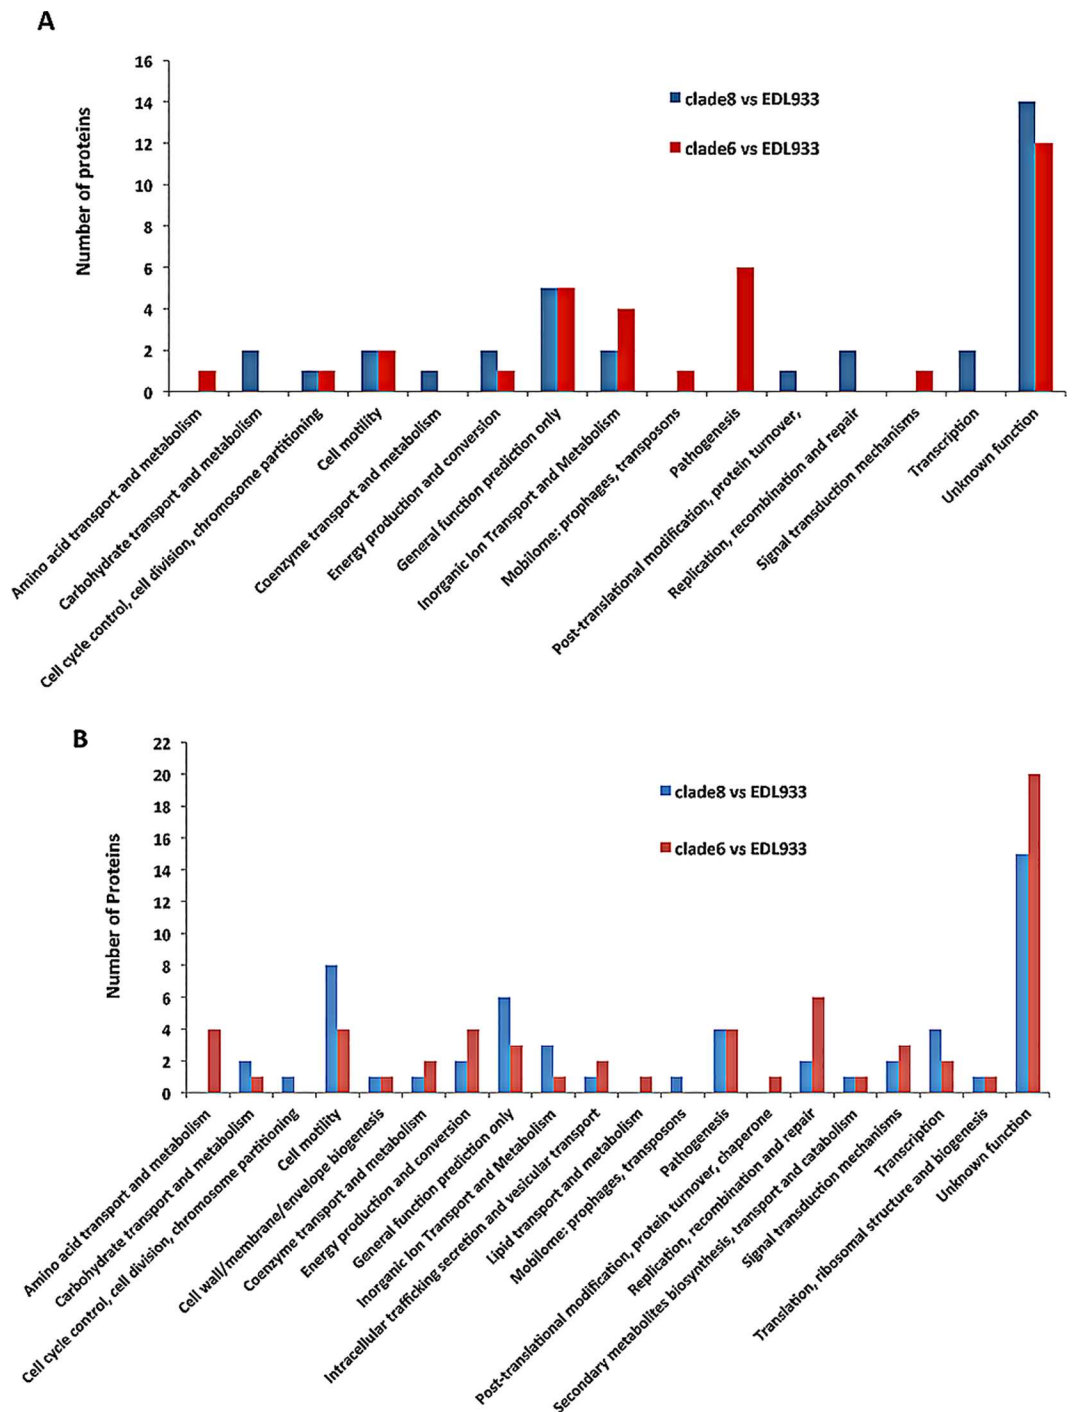 A
16
14
12
10
8
6
4
2
0
Number of proteins
clade8 vs EDL933
clade6 vs EDL933
Amino acid transport and metabolism
Carbohydrate transport and metabolism
Cell cycle control, cell division, chromosome partitioning
Cell motility
Coenzyme transport and metabolism
Energy production and conversion
General function prediction only
Inorganic Ion Transport and Metabolism
Mobilome: prophages, transposons
Pathogenesis
Post-translational modification, protein turnover,
Replication, recombination and repair
Signal transduction mechanisms
Transcription
Unknown function
B
22
20
18
16
14
12
10
8
6
4
2
0
Number of Proteins
clade8 vs EDL933
clade6 vs EDL933
Amino acid transport and metabolism
Carbohydrate transport and metabolism
Cell cycle control, cell division, chromosome partitioning
Cell motility
Cell wall/membrane/envelope biogenesis
Coenzyme transport and metabolism
Energy production and conversion
General function prediction only
Inorganic Ion Transport and Metabolism
Intracellular trafficking secretion and vesicular transport
Lipid transport and metabolism
Mobilome: prophages, transposons
Pathogenesis
Post-translational modification, protein turnover, chaperone
Replication, recombination and repair
Secondary metabolites biosynthesis, transport and catabolism
Signal transduction mechanisms
Transcription
Translation, ribosomal structure and biogenesis
Unknown function